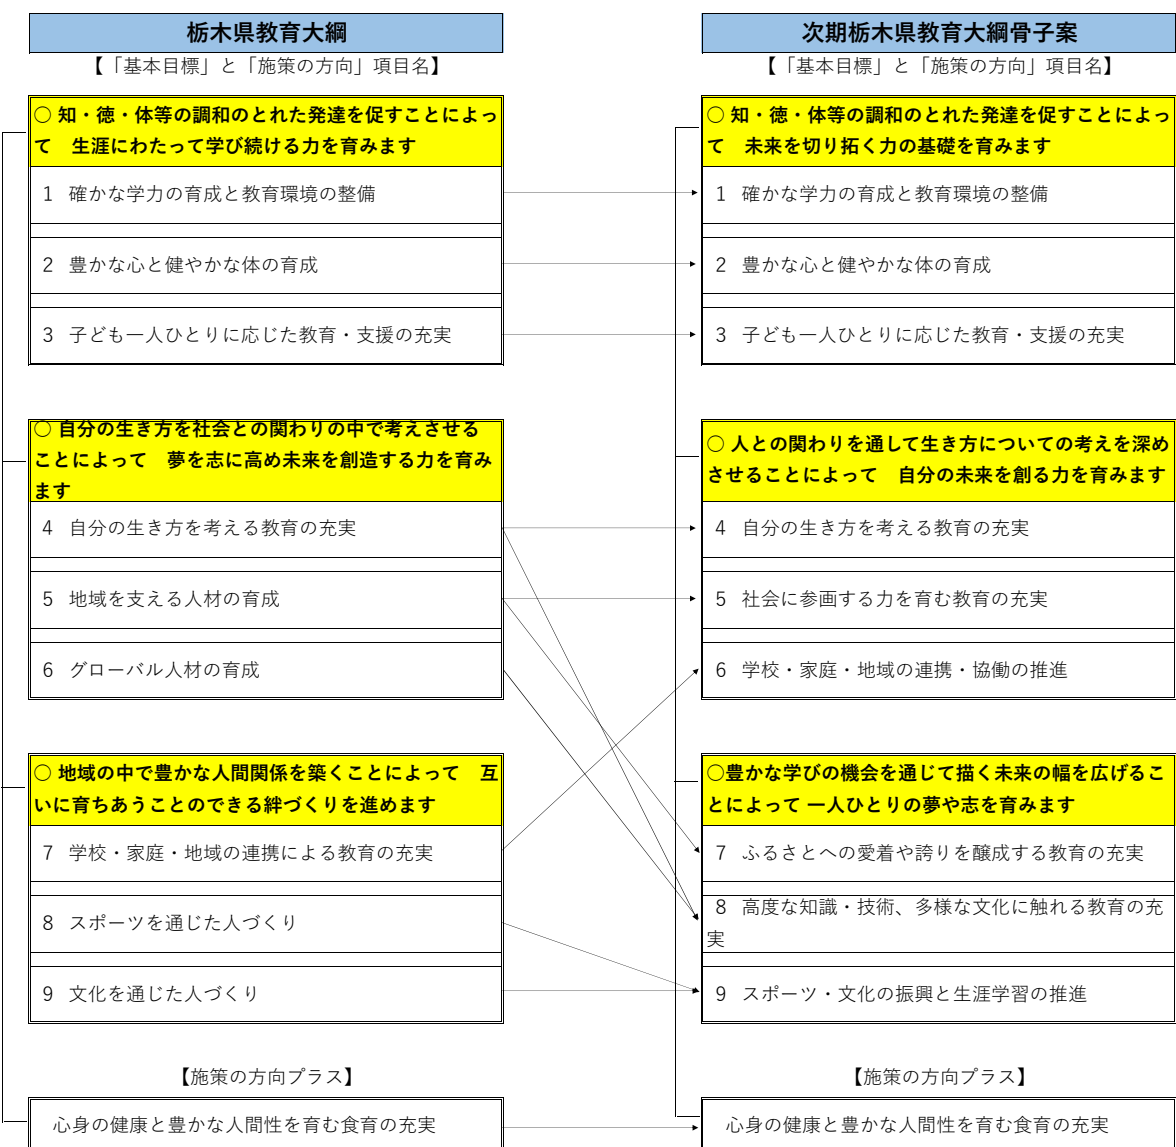 栃木県教育大綱
【「基本目標」と「施策の方向」項目名】
○ 知・徳・体等の調和のとれた発達を促すことによっ
て　生涯にわたって学び続ける力を育みます
1 確かな学力の育成と教育環境の整備
2 豊かな心と健やかな体の育成
3 子ども一人ひとりに応じた教育・支援の充実
○ 自分の生き方を社会との関わりの中で考えさせる
ことによって　夢を志に高め未来を創造する力を育み
ます
4 自分の生き方を考える教育の充実
5 地域を支える人材の育成
6 グローバル人材の育成
○ 地域の中で豊かな人間関係を築くことによって　互
いに育ちあうことのできる絆づくりを進めます
7 学校・家庭・地域の連携による教育の充実
8 スポーツを通じた人づくり
9 文化を通じた人づくり
【施策の方向プラス】
心身の健康と豊かな人間性を育む食育の充実
次期栃木県教育大綱骨子案
【「基本目標」と「施策の方向」項目名】
○ 知・徳・体等の調和のとれた発達を促すことによっ
て　未来を切り拓く力の基礎を育みます
1 確かな学力の育成と教育環境の整備
2 豊かな心と健やかな体の育成
3 子ども一人ひとりに応じた教育・支援の充実
○ 人との関わりを通して生き方についての考えを深め
させることによって　自分の未来を創る力を育みます
4 自分の生き方を考える教育の充実
5 社会に参画する力を育む教育の充実
6 学校・家庭・地域の連携・協働の推進
○豊かな学びの機会を通じて描く未来の幅を広げるこ
とによって 一人ひとりの夢や志を育みます
7 ふるさとへの愛着や誇りを醸成する教育の充実
8 高度な知識・技術、多様な文化に触れる教育の充
実
9 スポーツ・文化の振興と生涯学習の推進
【施策の方向プラス】
心身の健康と豊かな人間性を育む食育の充実